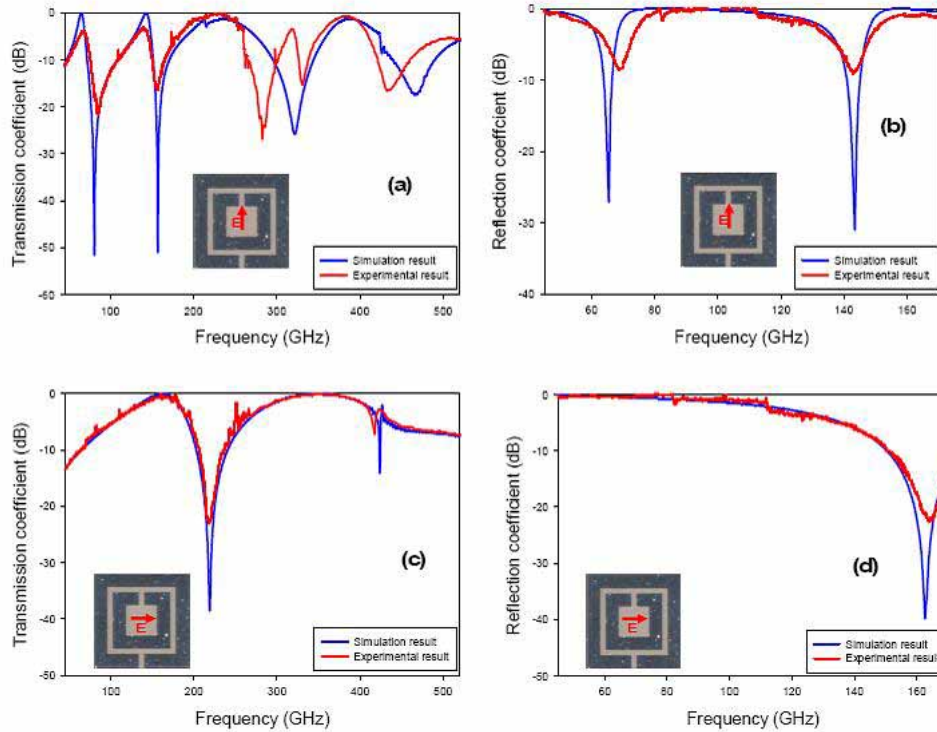 Transmission coefficient (dB)
0
-10
-20
-30
-40
-50
-60
100
200
300
400
500
Frequency (GHz)
(a)
E
Simulation result
Experimental result
Reflection coeffcient (dB)
0
-10
-20
-30
-40
60
80
100
120
140
160
Frequency (GHz)
(b)
E
Simulation result
Experimental result
Transmission coefficient (dB)
0
-10
-20
-30
-40
-50
100
200
300
400
500
Frequency (GHz)
(c)
E
Simulation result
Experimental result
Reflection coefficient (dB)
0
-10
-20
-30
-40
-50
60
80
100
120
140
160
Frequency (GHz)
(d)
E
Simulation result
Experimental result